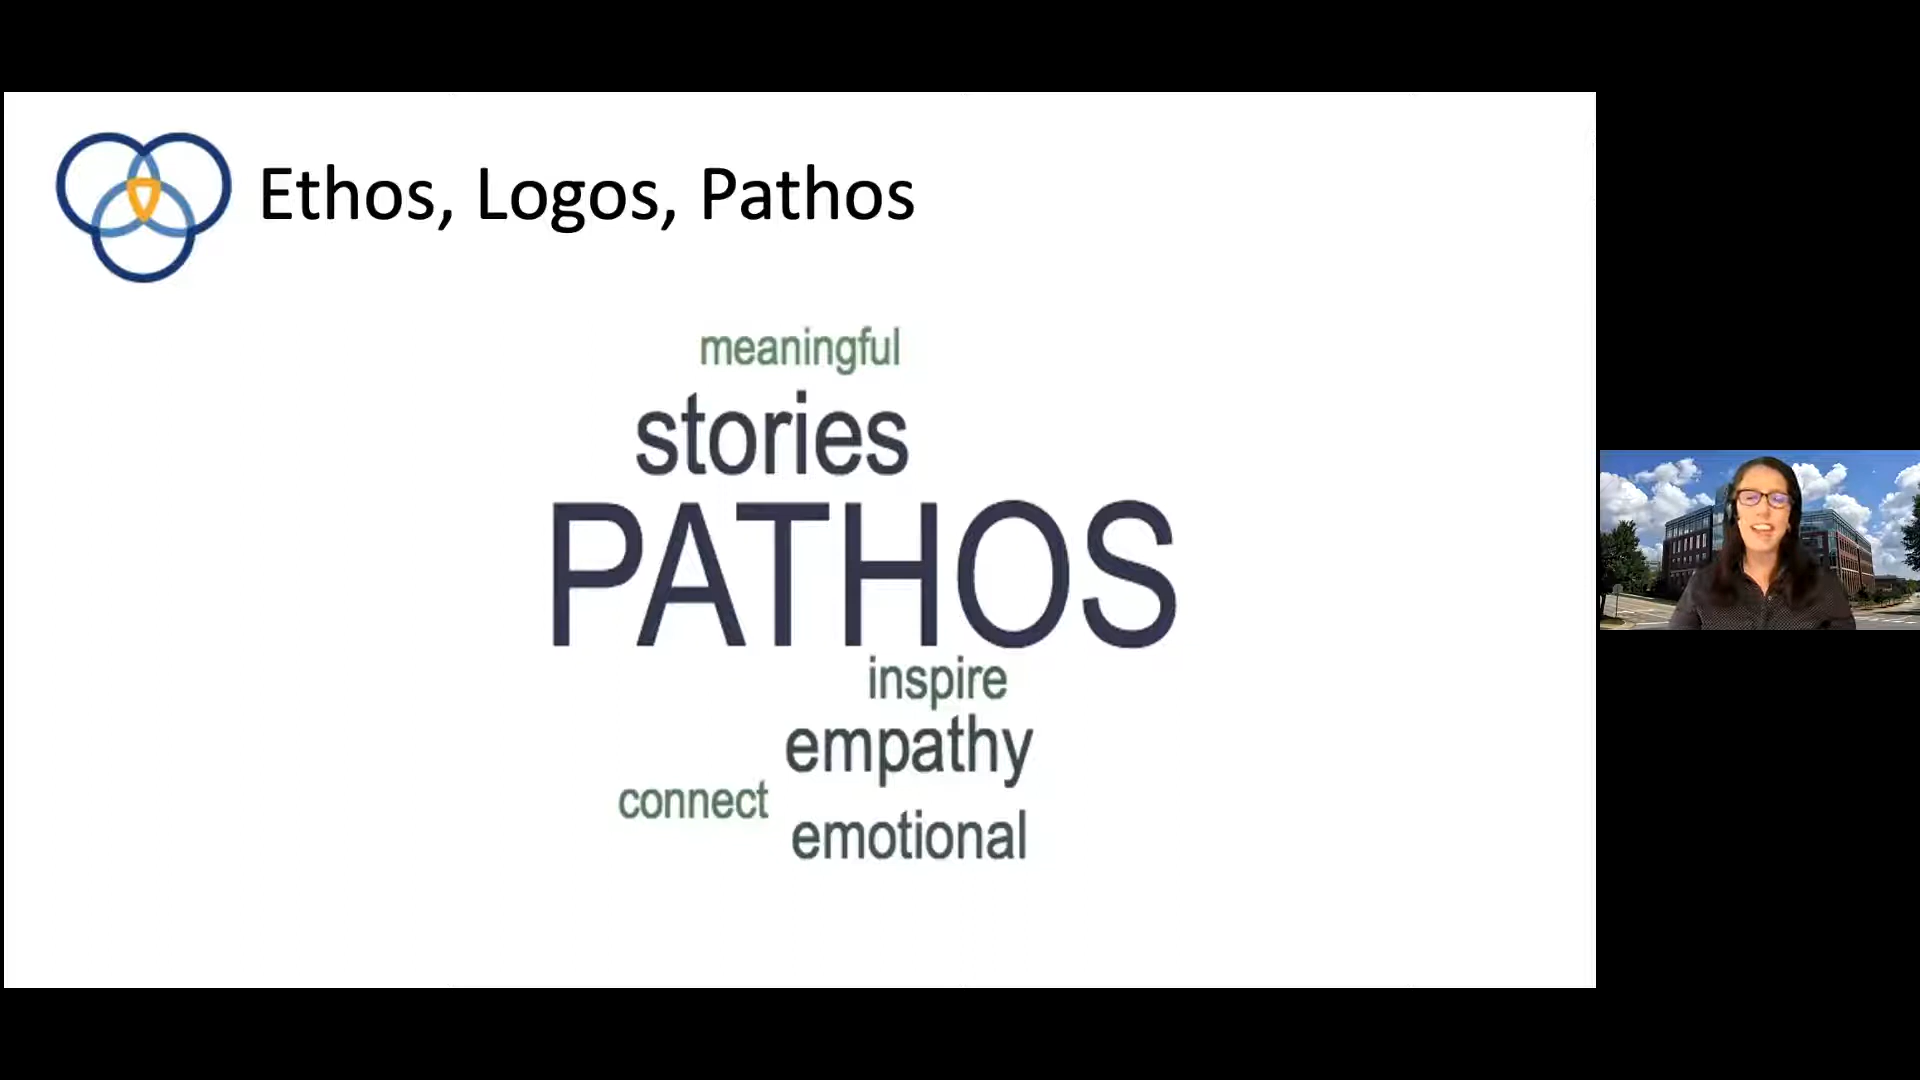 Ethos, Logos, Pathos
meaningful
stories
PATHOS
inspire
empathy
connect
emotional